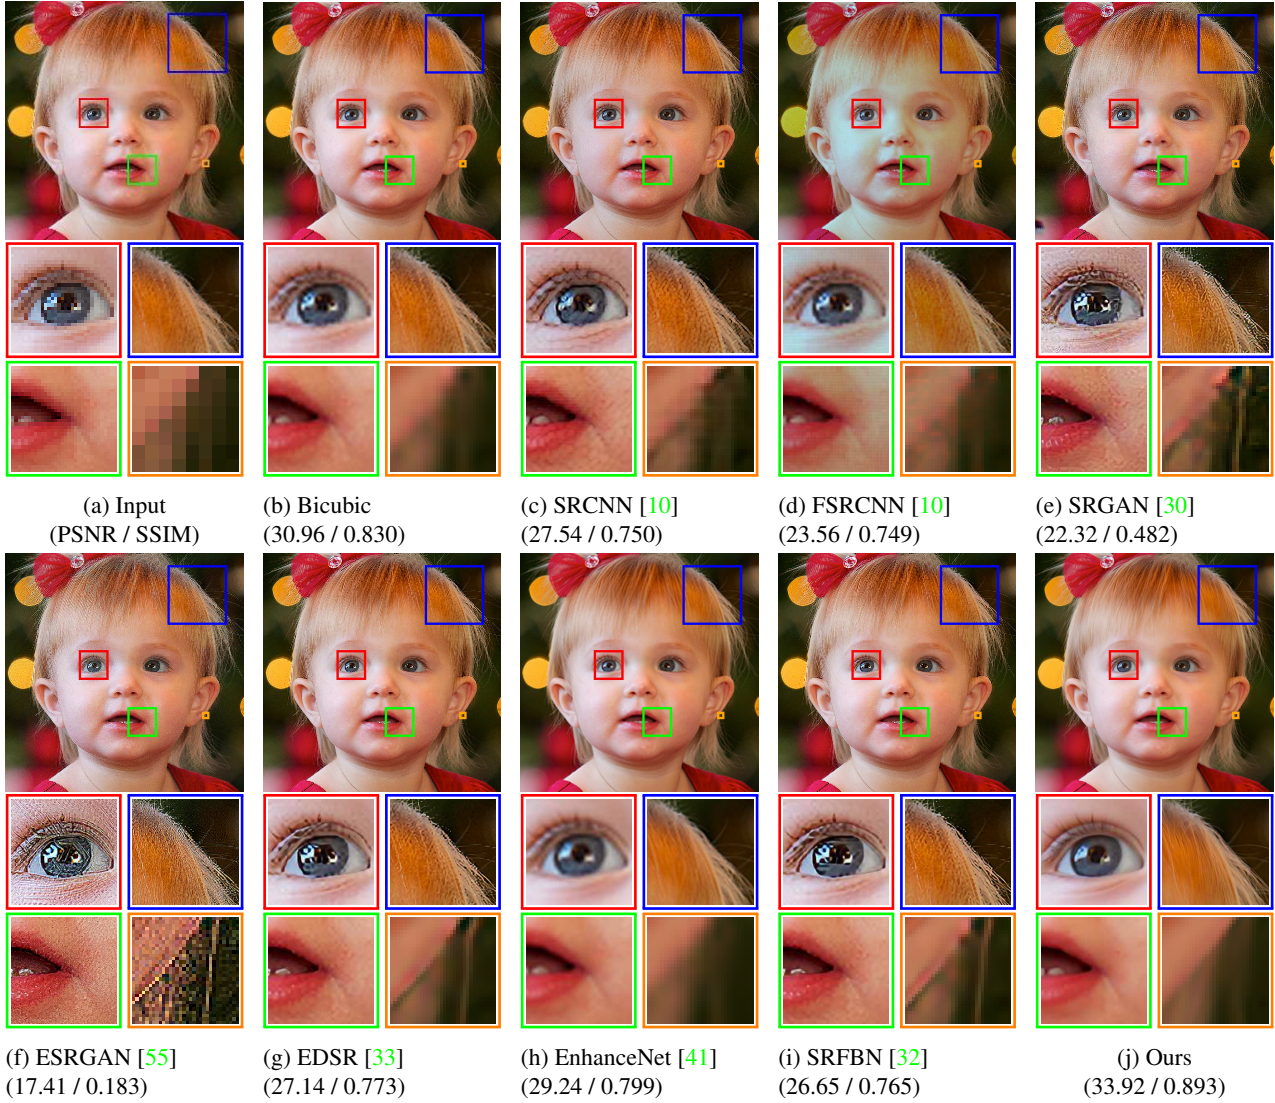 (a) Input
(PSNR / SSIM)
(b) Bicubic
(30.96 / 0.830)
(c) SRCNN [10]
(27.54 / 0.750)
(d) FSRCNN [10]
(23.56 / 0.749)
(e) SRGAN [30]
(22.32 / 0.482)
(f) ESRGAN [55]
(17.41 / 0.183)
(g) EDSR [33]
(27.14 / 0.773)
(h) EnhanceNet [41]
(29.24 / 0.799)
(i) SRFBN [32]
(26.65 / 0.765)
(j) Ours
(33.92 / 0.893)